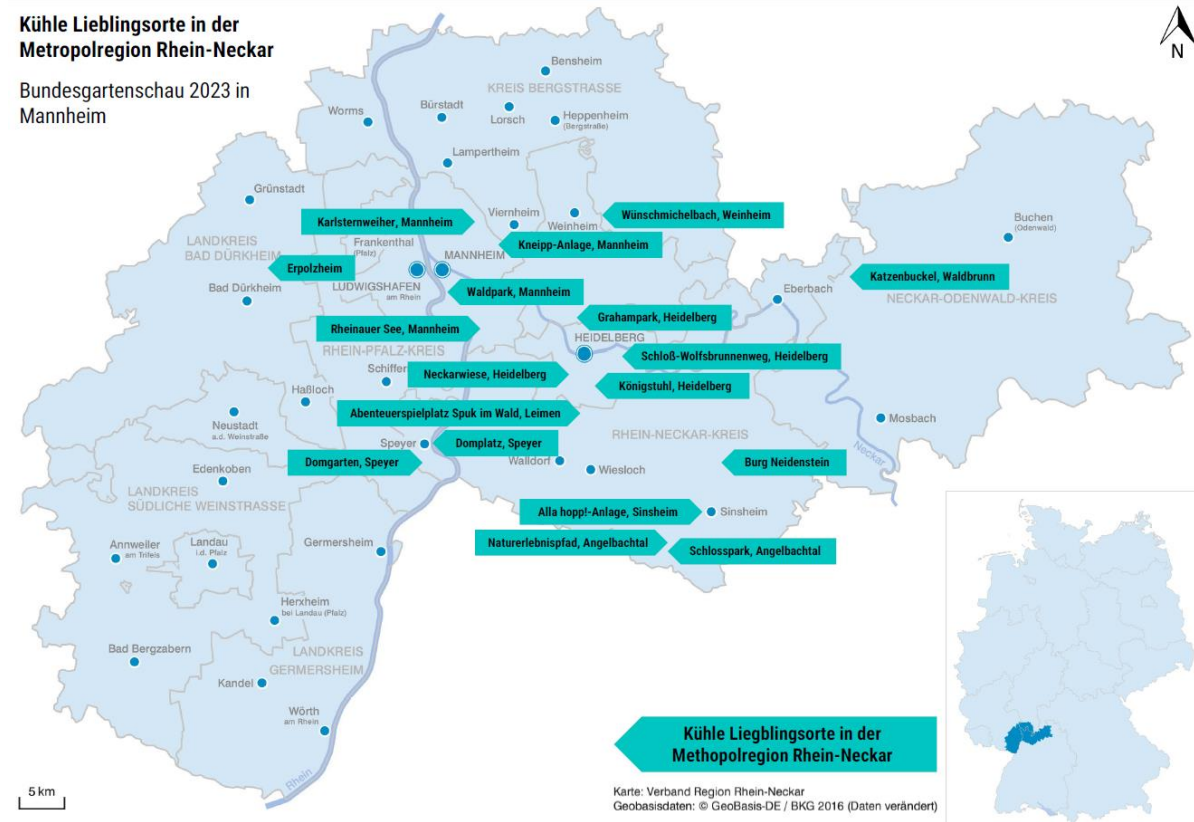 Kühle Lieblingsorte in der
Metropolregion Rhein-Neckar
Bundesgartenschau 2023 in
Mannheim
N
Bensheim
KREIS BERGSTRASSE
Worms
Bürstadt
Lorsch
Heppenheim
(Bergstraße)
Lampertheim
Grünstadt
Karlsternweiher, Mannheim
Viernheim
Weinheim
Wünschmichelbach, Weinheim
Buchen
(Odenwald)
LANDKREIS
BAD DÜRKHEIM
Frankenthal
(Pfalz)
MANNHEIM
Kneipp-Anlage, Mannheim
Erpolzheim
Katzenbuckel, Waldbrunn
LUDWIGSHAFEN
am Rhein
Waldpark, Mannheim
Eberbach
NECKAR-ODENWALD-KREIS
Bad Dürkheim
Grahampark, Heidelberg
Rheinauer See, Mannheim
HEIDELBERG
RHEIN-PFALZ-KREIS
Schloß-Wolfsbrunnenweg, Heidelberg
Schiffer
Neckarwiese, Heidelberg
Königstuhl, Heidelberg
Haßloch
Abenteuerspielplatz Spuk im Wald, Leimen
Neustadt
a.d. Weinstraße
Mosbach
Speyer
Domplatz, Speyer
RHEIN-NECKAR-KREIS
Neckar
Domgarten, Speyer
Walldorf
Wiesloch
Burg Neidenstein
Edenkoben
LANDKREIS
SÜDLICHE WEINSTRASSE
Alla hopp!-Anlage, Sinsheim
Sinsheim
Annweiler
am Trifels
Landau
i.d. Pfalz
Germersheim
Naturerlebnispfad, Angelbachtal
Schlosspark, Angelbachtal
Herxheim
bei Landau (Pfalz)
Bad Bergzabern
LANDKREIS
GERMERSHEIM
Kandel
Wörth
am Rhein
Rhein
Kühle Liegblingsorte in der
Methopolregion Rhein-Neckar
5 km
Karte: Verband Region Rhein-Neckar
Geobasisdaten: © GeoBasis-DE / BKG 2016 (Daten verändert)